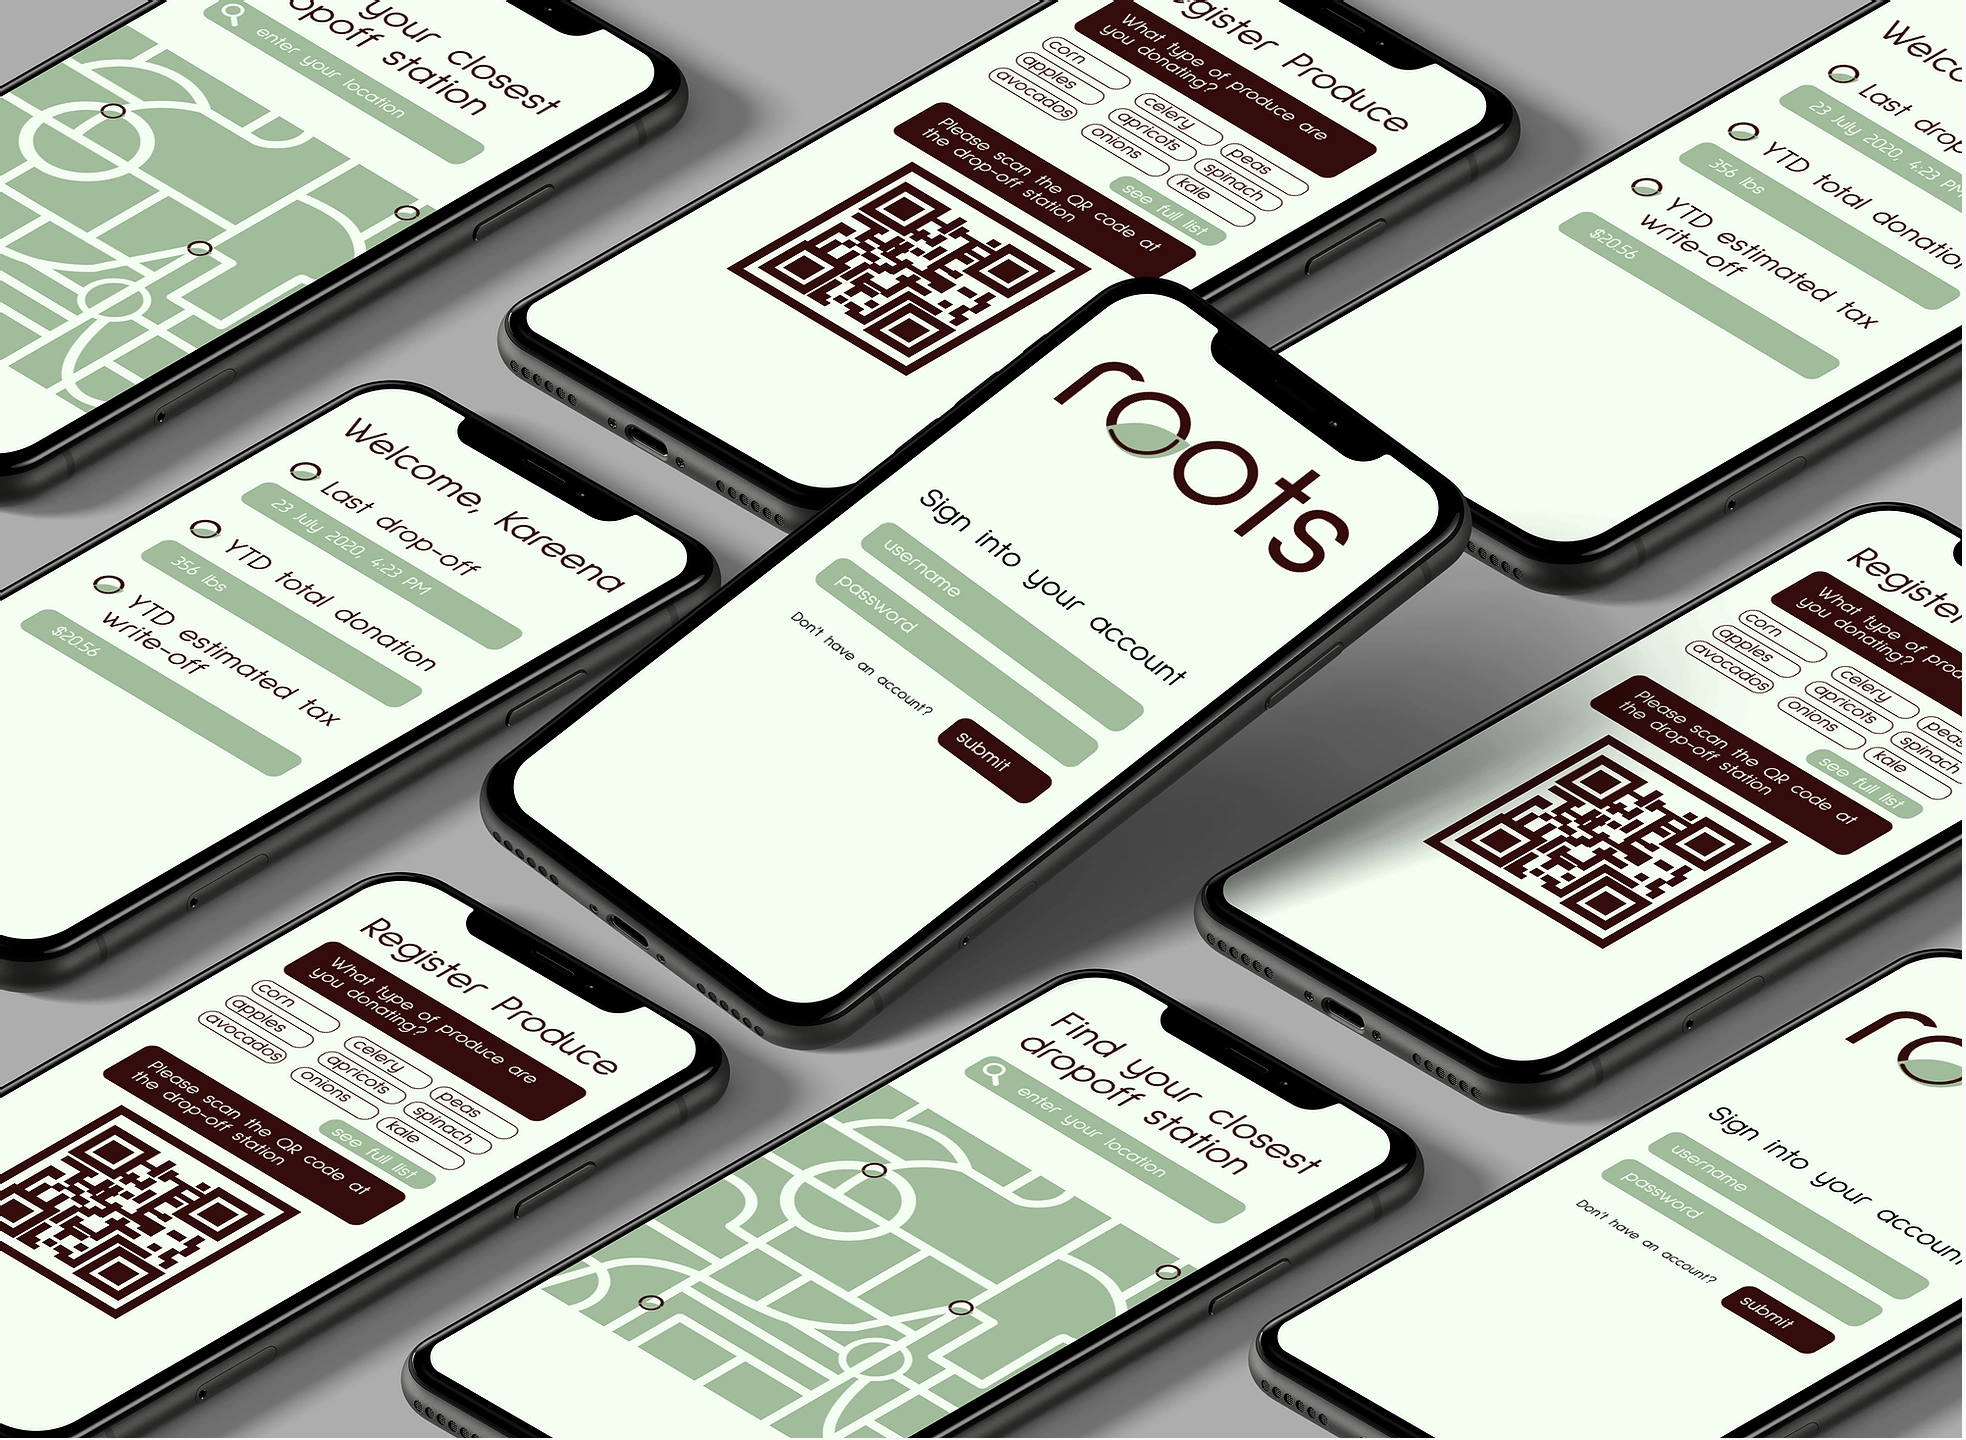 your closest
opoff station
enter your location
gister Produce
What type of produce are
you donating?
corn
apples
avocados
celery
apricots
onions
peas
spinach
kale
see full list
Please scan the QR code at
the drop-off station
Welco
Last drop
23 July 2020, 4:23 PM
YTD total donation
356 lbs
YTD estimated tax
write-off
$20.56
Welcome, Kareena
Last drop-off
23 July 2020, 4:23 PM
YTD total donation
356 lbs
YTD estimated tax
write-off
$20.56
roots
Sign into your account
username
password
Don't have an account?
submit
Register
What type of prod
you donating?
corn
apples
avocados
celery
apricots
onions
peas
spinach
kale
see full list
Please scan the QR code at
the drop-off station
Register Produce
What type of produce are
you donating?
corn
apples
avocados
celery
apricots
onions
peas
spinach
kale
see full list
Please scan the QR code at
the drop-off station
Find your closest
dropoff station
enter your location
ro
Sign into your accoun
username
password
Don't have an account?
submit